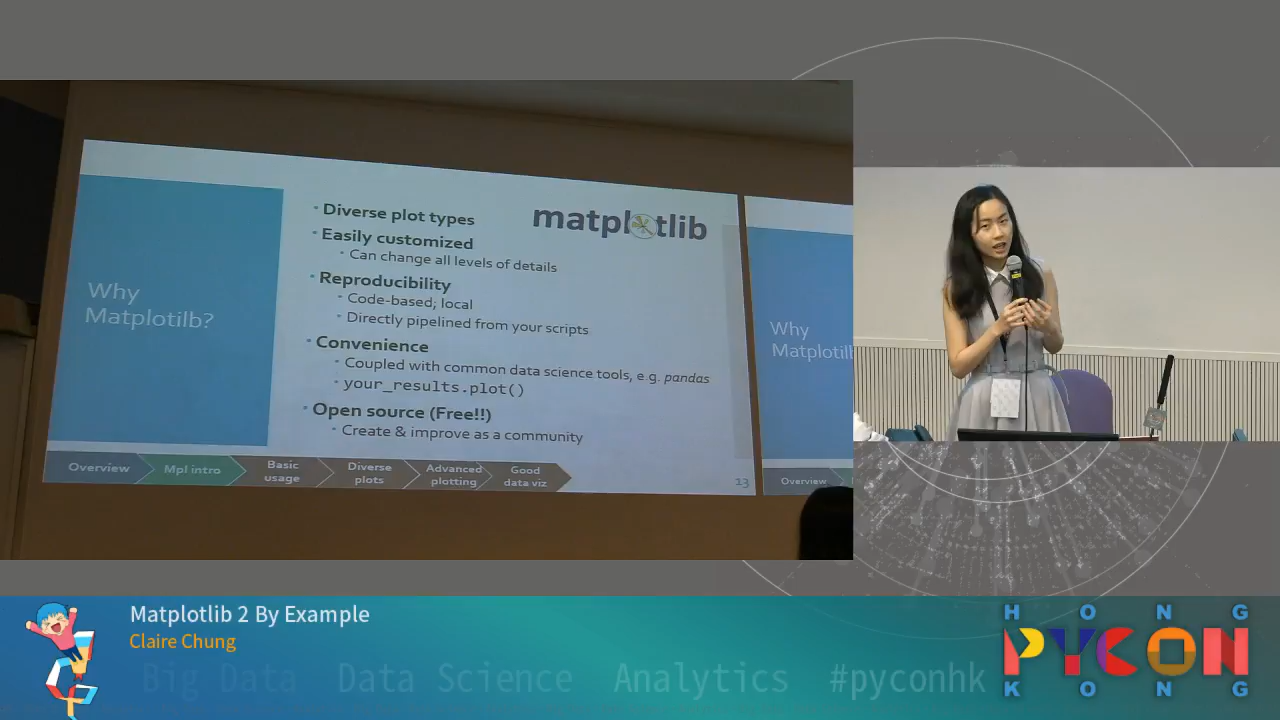 Why
Matplotilb?
Diverse plot types
Easily customized
Can change all levels of details
Reproducibility
Code-based; local
Directly pipelined from your scripts
Convenience
Coupled with common data science tools, e.g. pandas
your_results.plot()
Open source (Free!!)
Create & improve as a community
matplotlib
Overview
Mpl intro
Basic
usage
Diverse
plots
Advanced
plotting
Good
data viz
13
Why
Overview
Matplotlib 2 By Example
Claire Chung
Big Data Data Science Analytics #pyconhk
HONG
PYCON
KONG